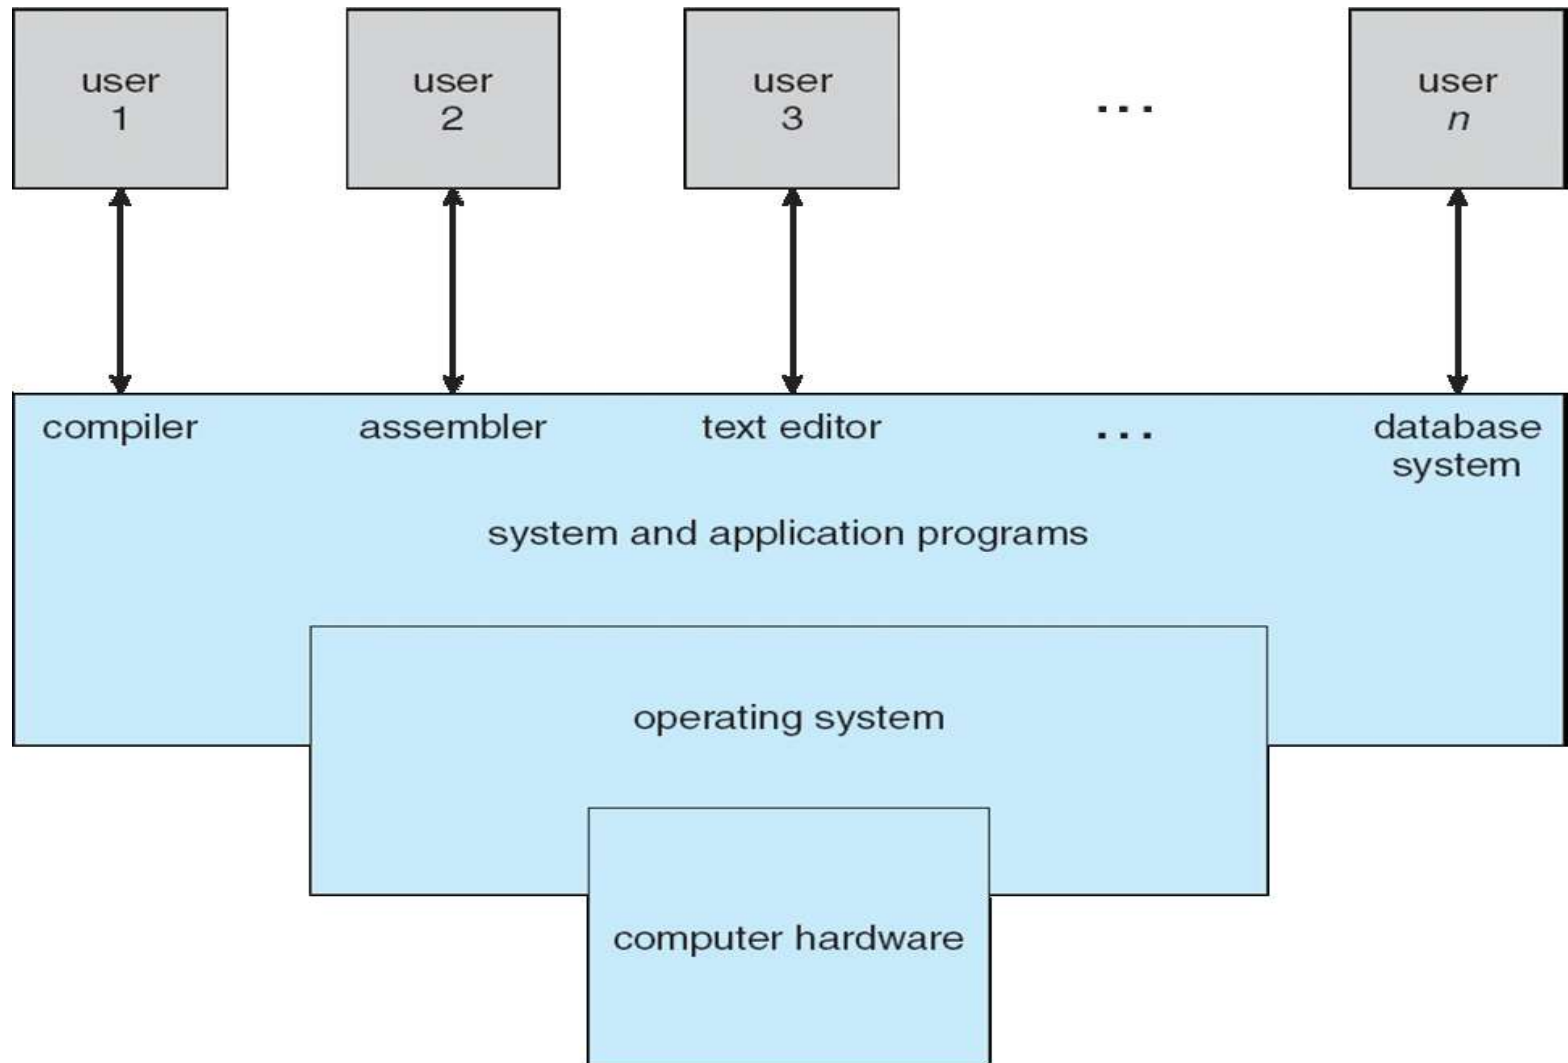 user
1
user
2
user
3
...
user
n
compiler
assembler
text editor
...
database
system
system and application programs
operating system
computer hardware